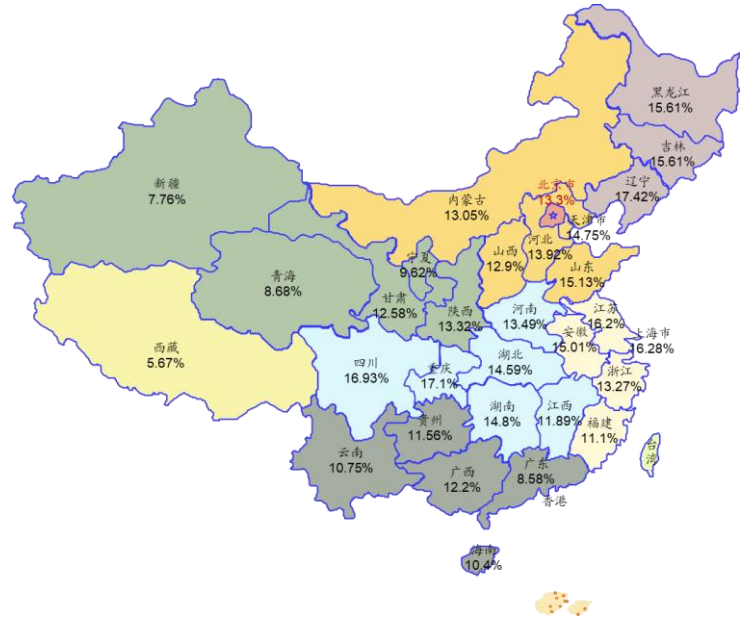 黑龙江
15.61%
吉林
15.61%
辽宁
17.42%
新疆
7.76%
内蒙古
13.05%
北京市
13.3%
天津市
14.75%
河北
13.92%
山西
12.9%
山东
15.13%
宁夏
9.62%
青海
8.68%
甘肃
12.58%
陕西
13.32%
河南
13.49%
江苏
16.2%
安徽
15.01%
上海市
16.28%
西藏
5.67%
四川
16.93%
重庆
17.1%
湖北
14.59%
浙江
13.27%
湖南
14.8%
江西
11.89%
贵州
11.56%
福建
11.1%
云南
10.75%
广西
12.2%
广东
8.58%
台湾
香港
海南
10.4%